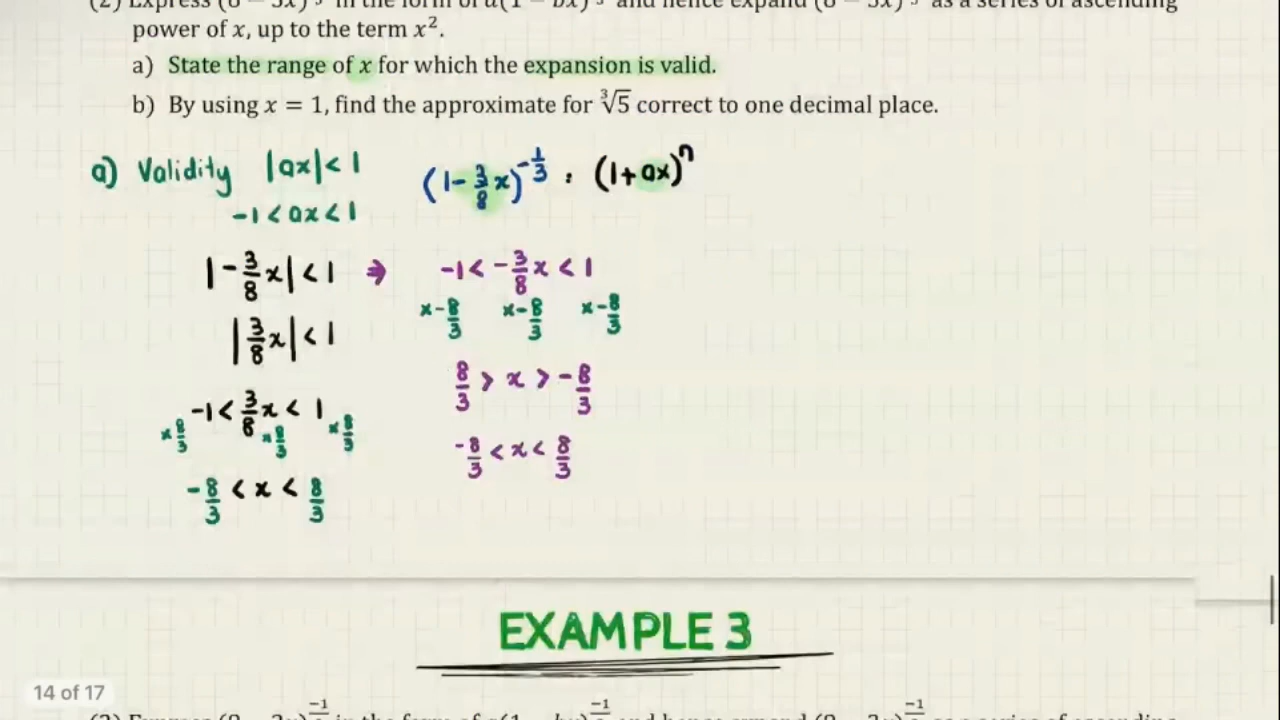 power of x, up to the term x².
a) State the range of x for which the expansion is valid.
b) By using x = 1, find the approximate for ∛5 correct to one decimal place.
a) Validity |ax| < 1
-1 < ax < 1
|-3/8 x| < 1 ⇒
|3/8 x| < 1
-1 < 3/8 x < 1
×8/3 ×8/3 ×8/3
-8/3 < x < 8/3
(1 - 3/8 x)^(-1/3) : (1 + ax)^n
-1 < -3/8 x < 1
×-8/3 ×-8/3 ×-8/3
8/3 > x > -8/3
-8/3 < x < 8/3
EXAMPLE 3
14 of 17